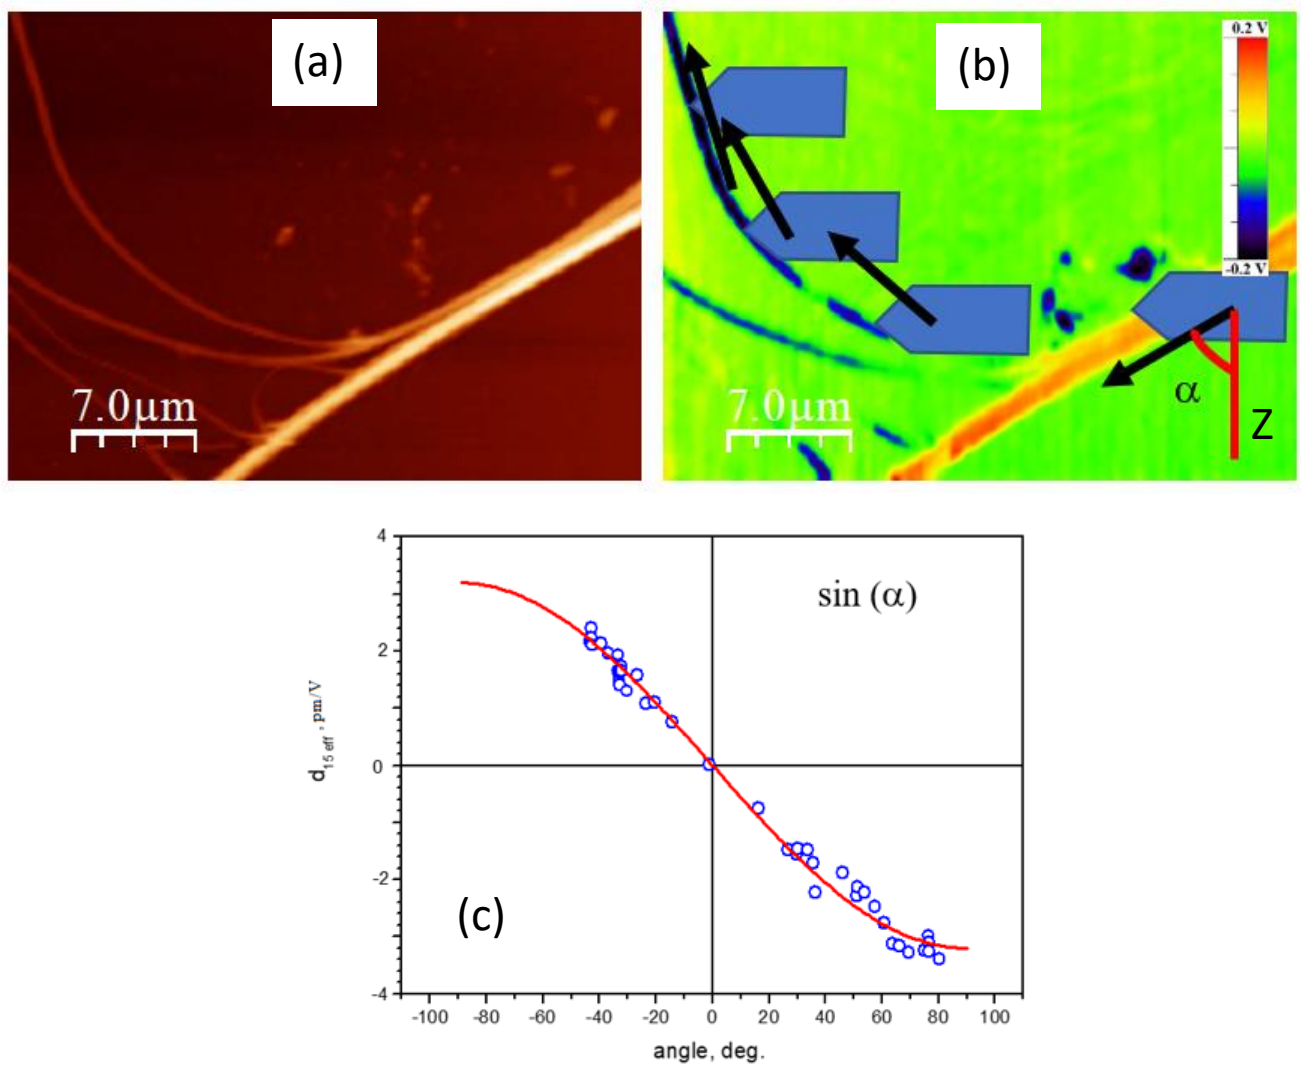 (a)
7.0µm
(b)
0.2 V
-0.2 V
α
Z
7.0µm
4
2
0
-2
-4
d15 eff, pm/V
sin (α)
(c)
-100 -80 -60 -40 -20 0 20 40 60 80 100
angle, deg.